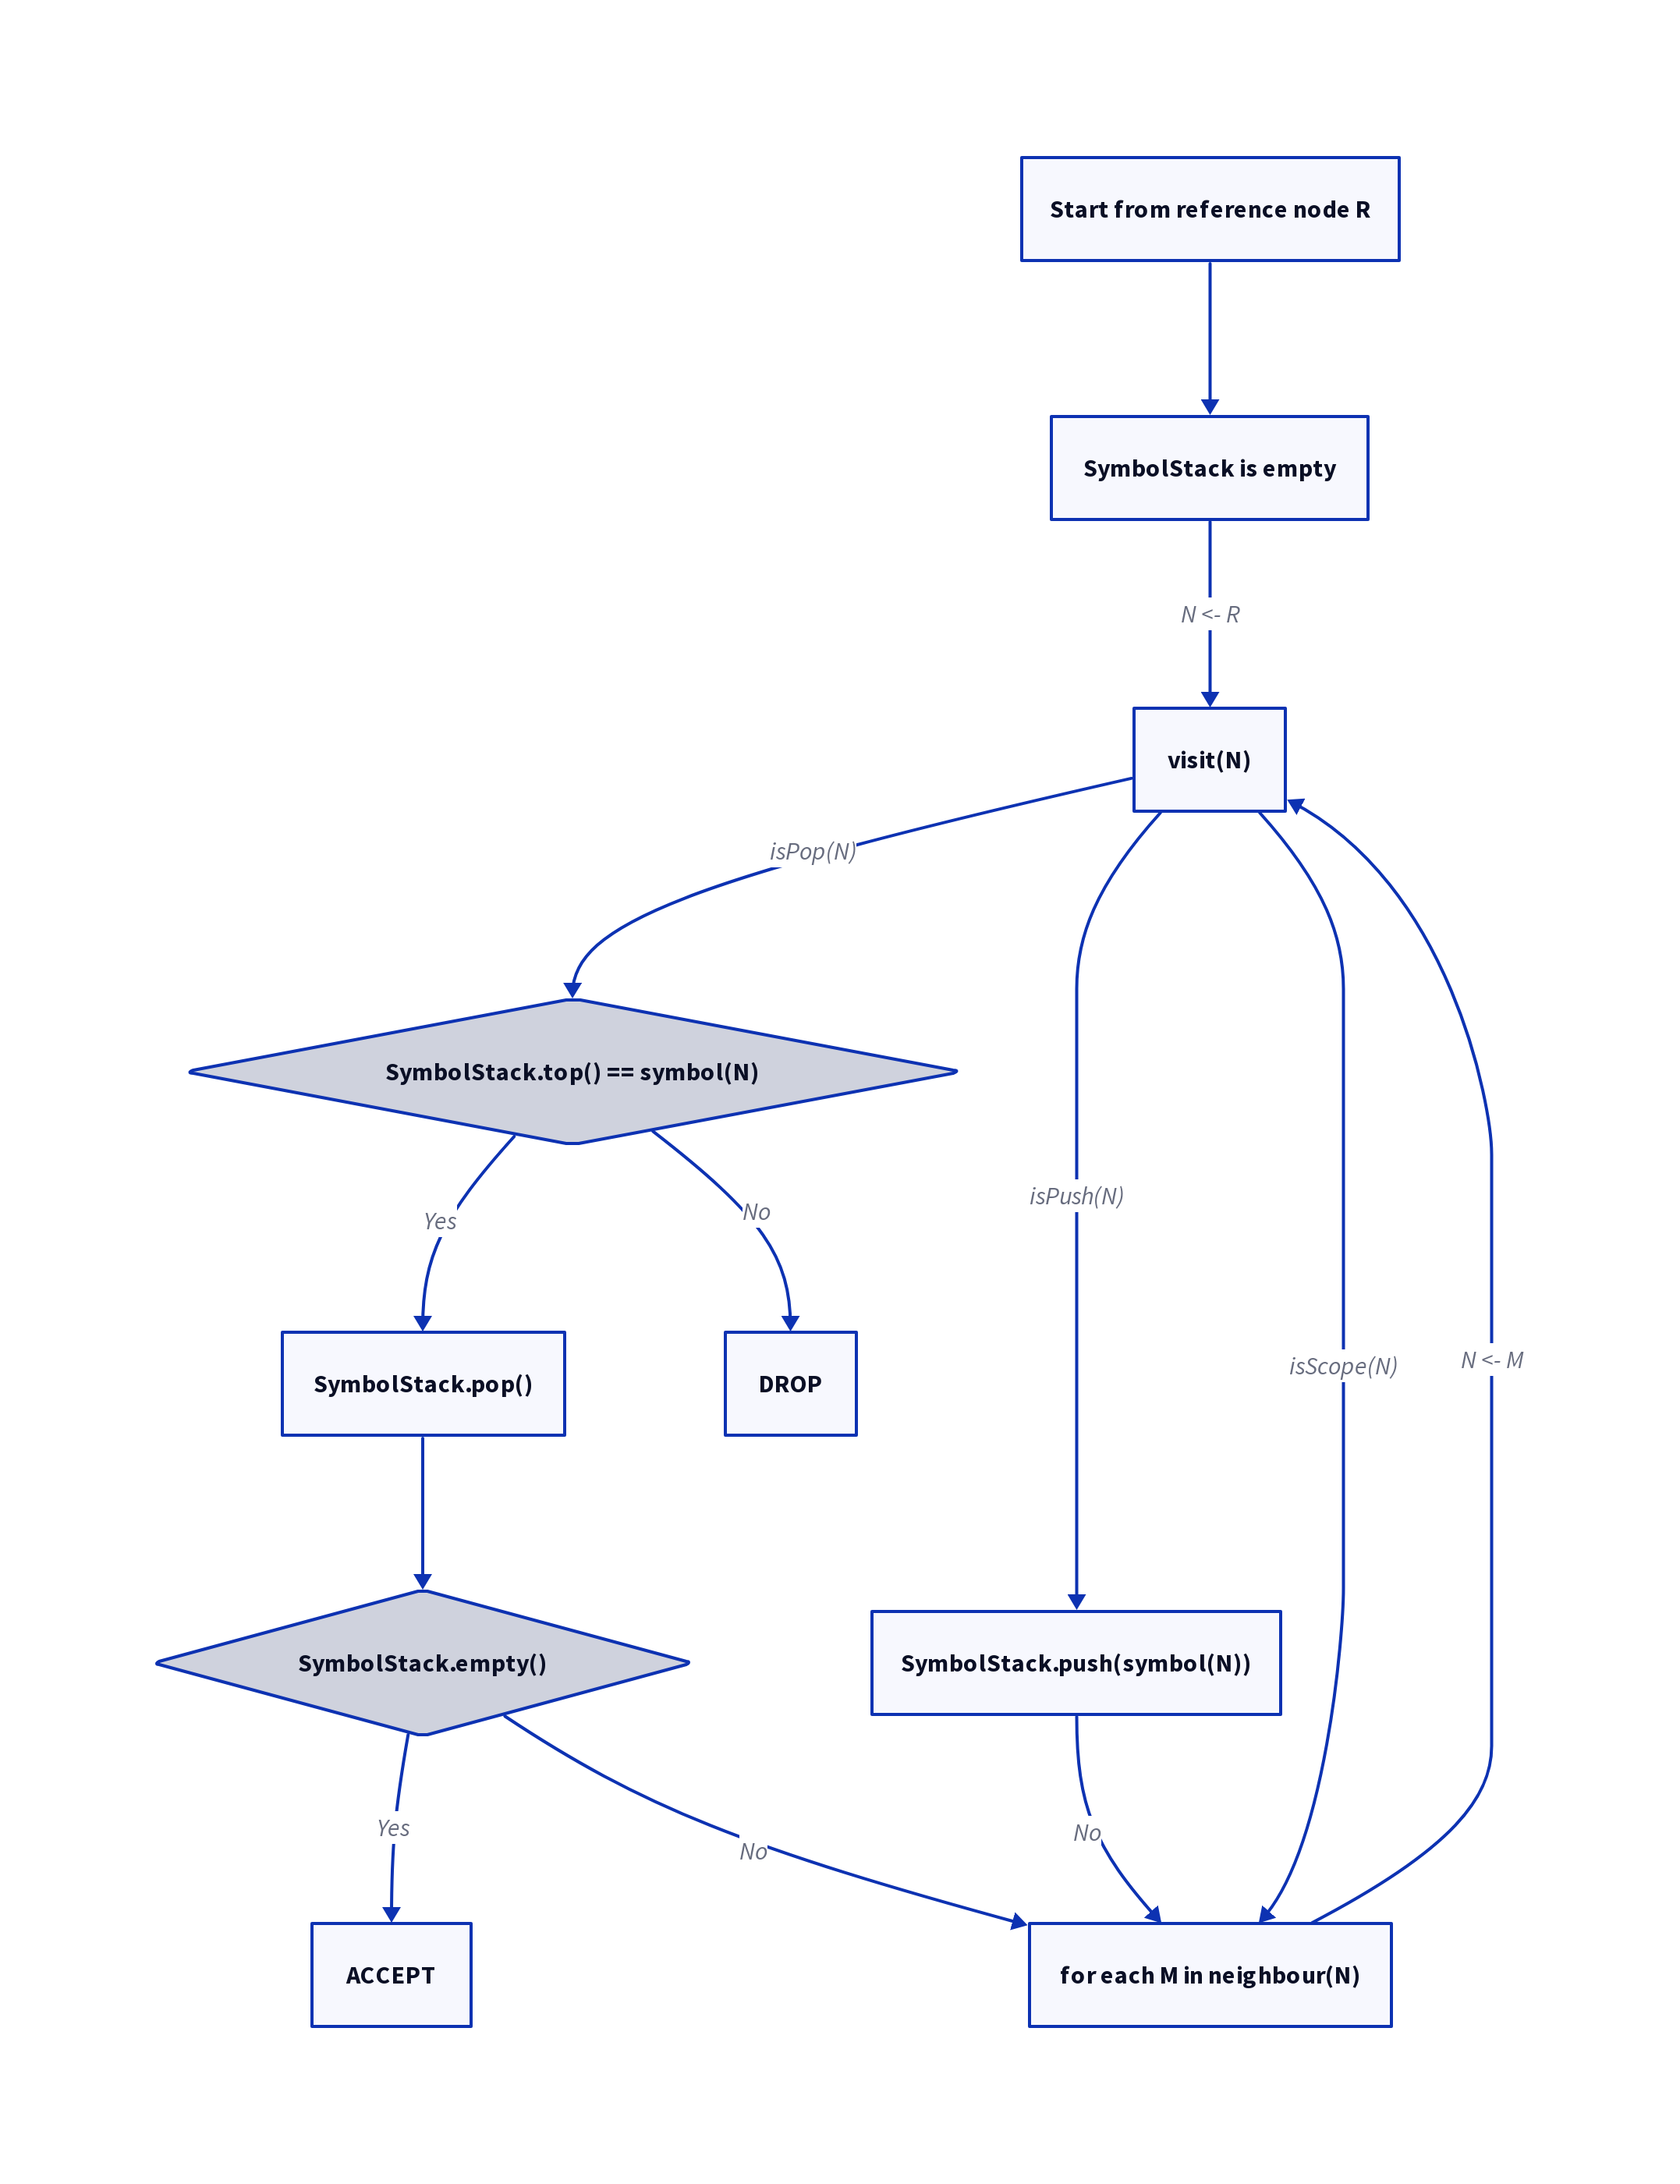 Start from reference node R
SymbolStack is empty
N <- R
visit(N)
isPop(N)
SymbolStack.top() == symbol(N)
isPush(N)
Yes
No
isScope(N)
N <- M
SymbolStack.pop()
DROP
SymbolStack.empty()
SymbolStack.push(symbol(N))
Yes
No
No
ACCEPT
for each M in neighbour(N)